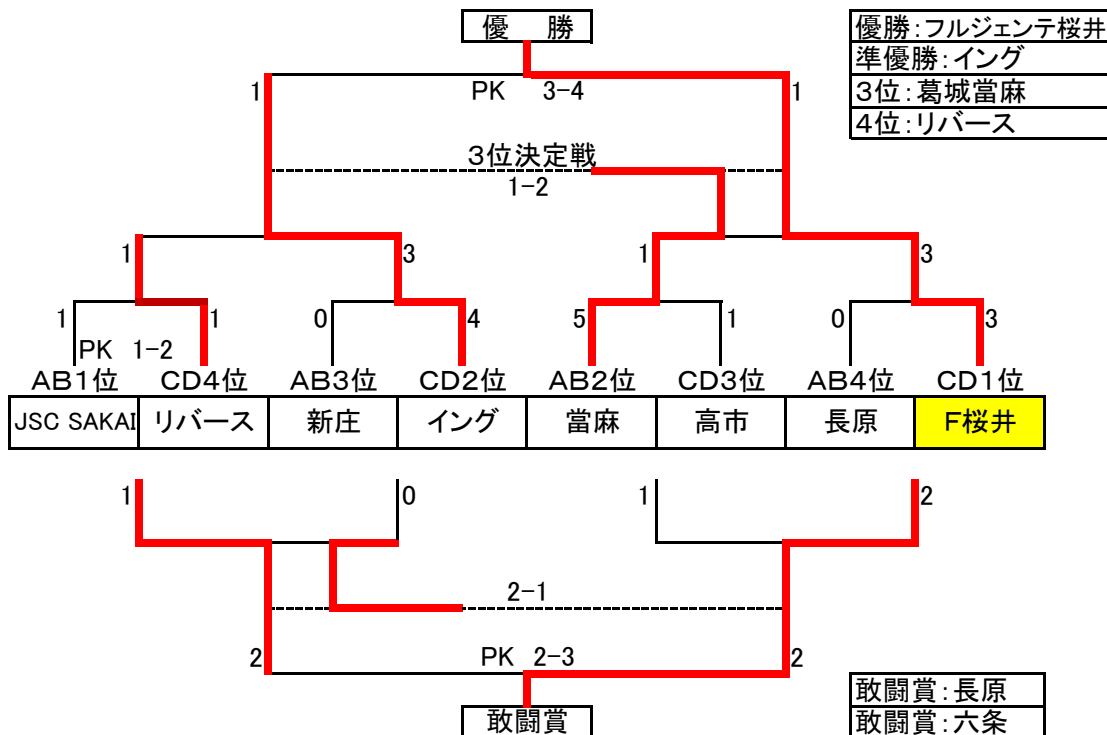 優　勝
優勝：フルジェンテ桜井
準優勝：イング
3位：葛城當麻
4位：リバース
1
PK　3-4
1
3位決定戦
1-2
1
3
1
3
1
1
0
4
5
1
0
3
PK 1-2
AB1位
CD4位
AB3位
CD2位
AB2位
CD3位
AB4位
CD1位
JSC SAKAI
リバース
新庄
イング
當麻
高市
長原
F桜井
1
0
1
2
2-1
2
PK 2-3
2
敢闘賞
敢闘賞：長原
敢闘賞：六条